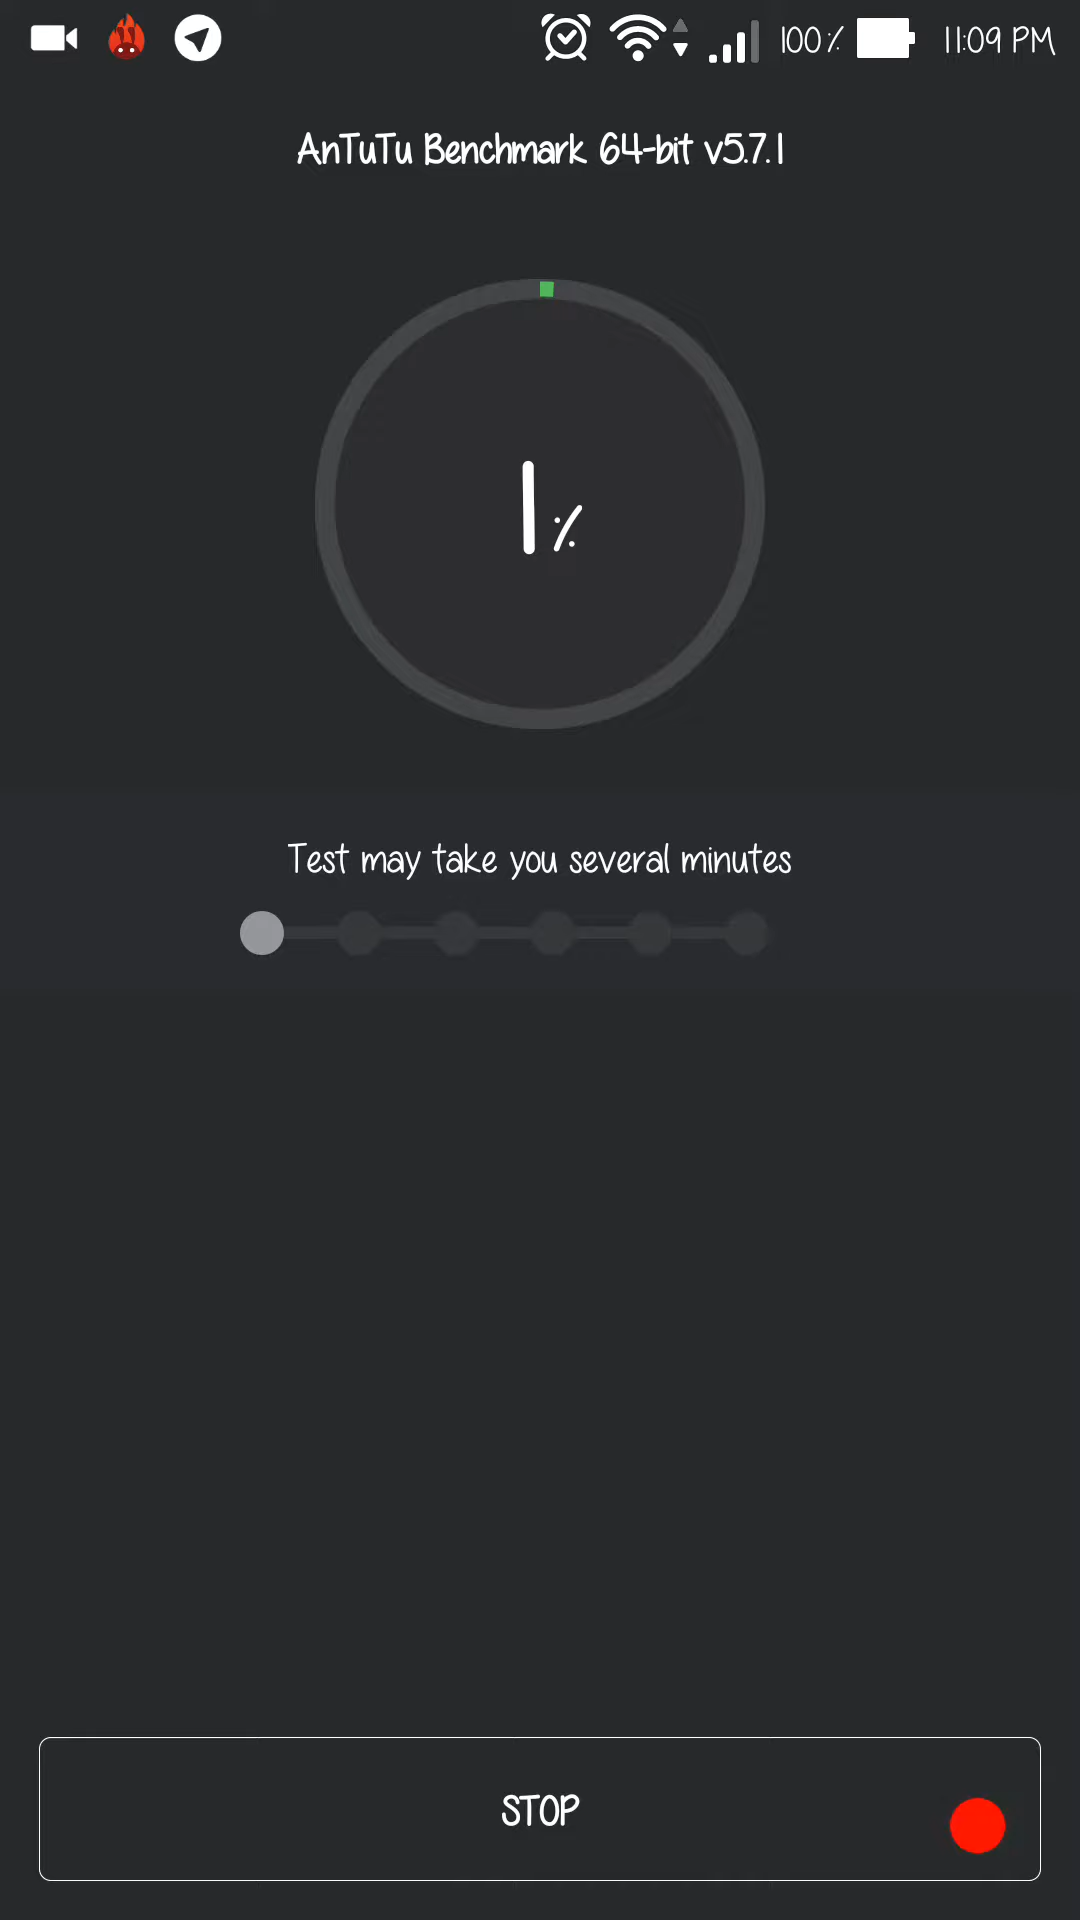 100% 11:09 PM
AnTuTu Benchmark 64-bit v5.7.1
1%
Test may take you several minutes
STOP